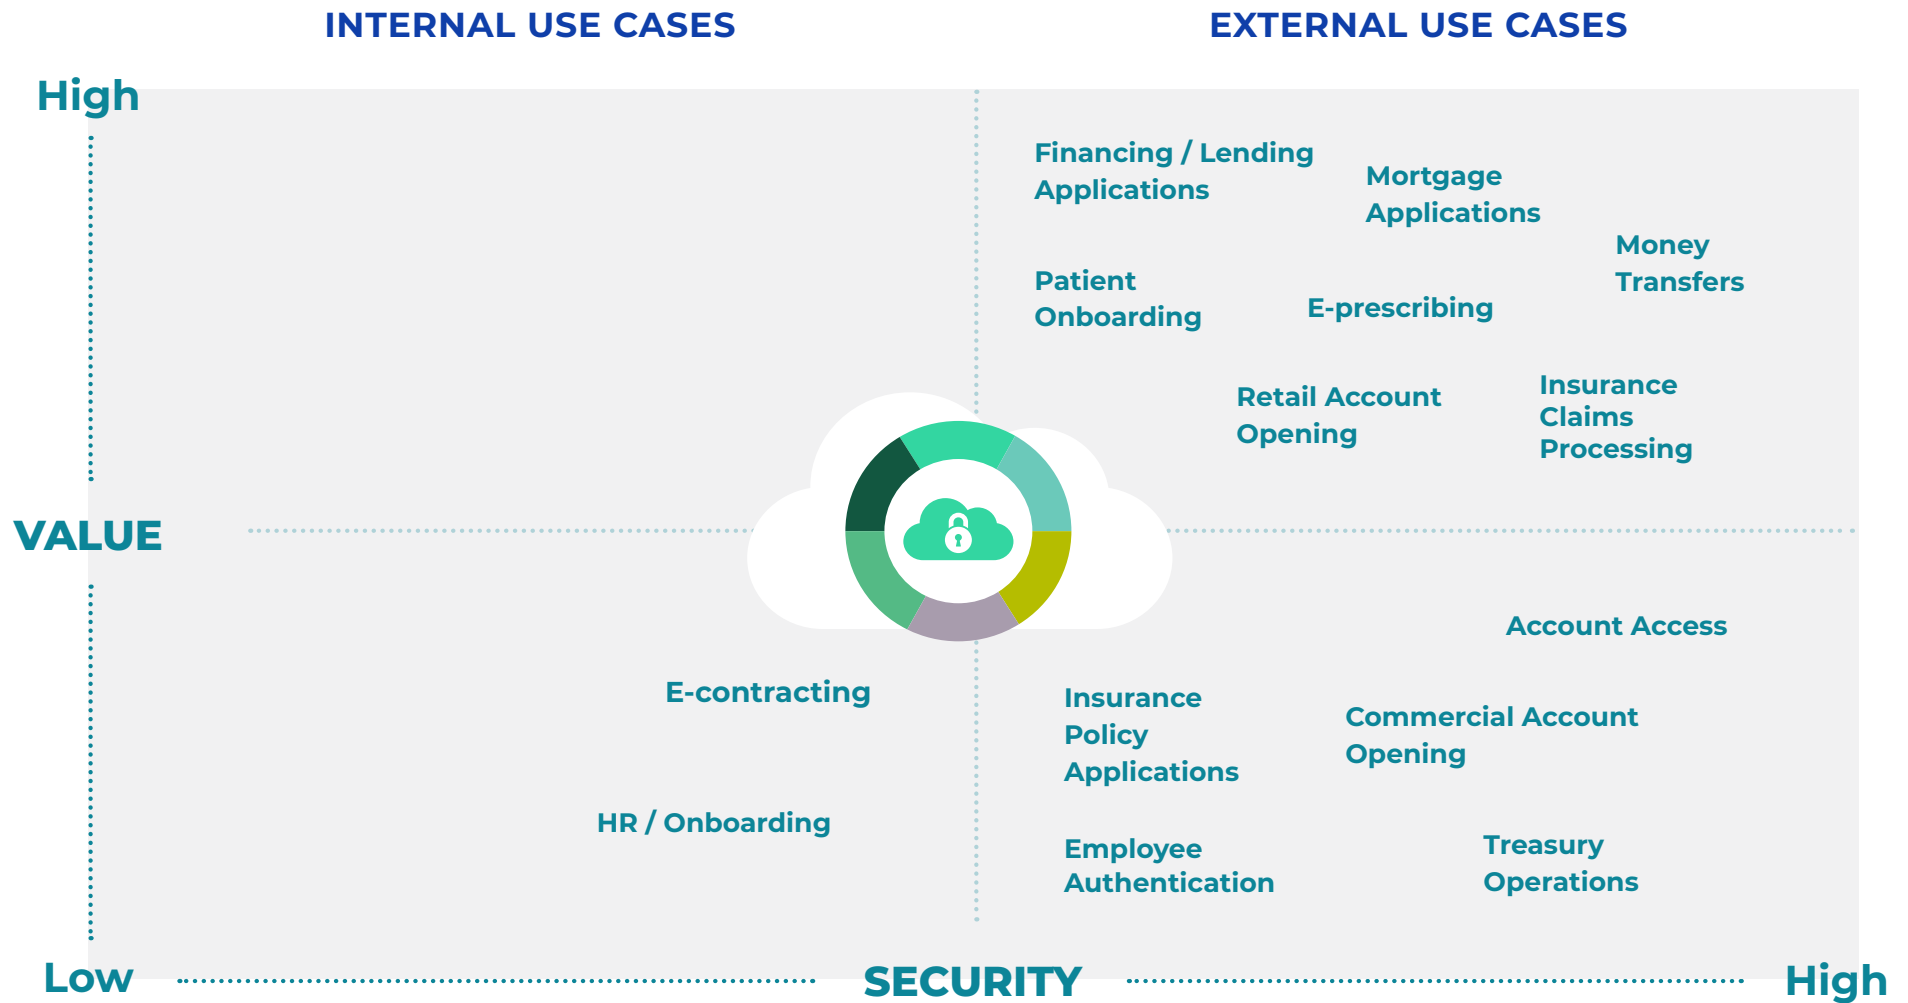 INTERNAL USE CASES
EXTERNAL USE CASES
High
Financing / Lending
Applications
Mortgage
Applications
Money
Transfers
Patient
Onboarding
E-prescribing
Retail Account
Opening
Insurance
Claims
Processing
VALUE
Account Access
E-contracting
Insurance
Policy
Applications
Commercial Account
Opening
HR / Onboarding
Employee
Authentication
Treasury
Operations
Low
SECURITY
High